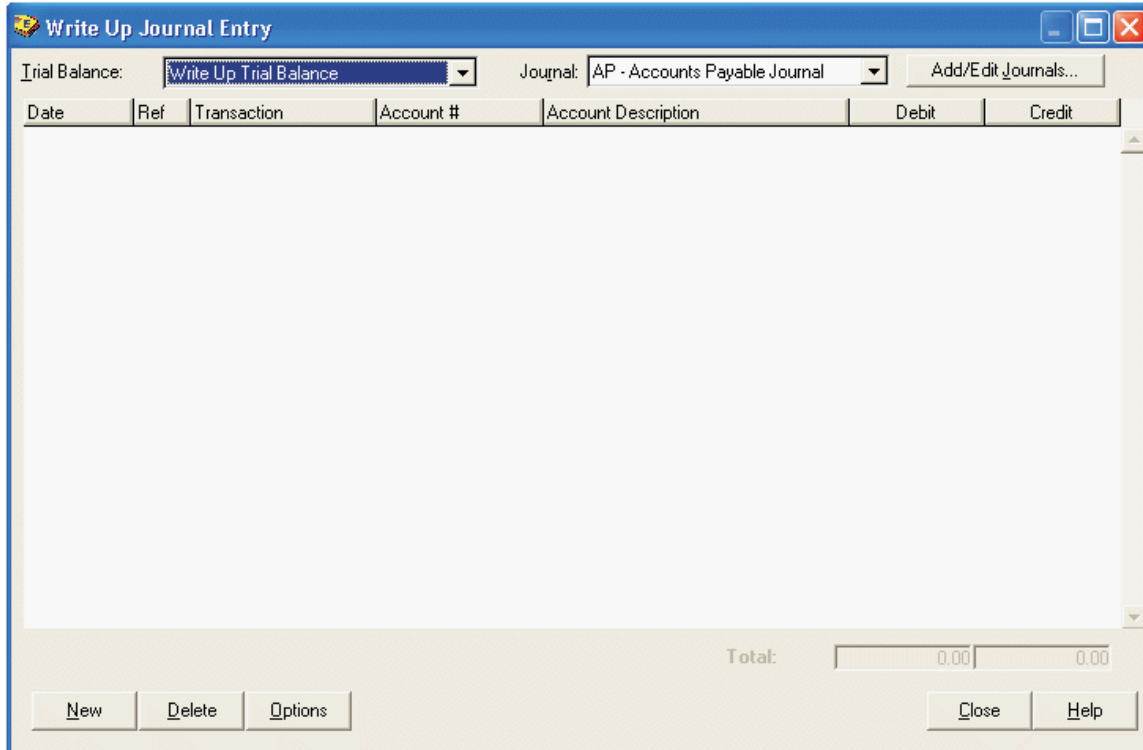 Write Up Journal Entry
Trial Balance: Write Up Trial Balance Journal: AP - Accounts Payable Journal Add/Edit Journals...
Date Ref Transaction Account # Account Description Debit Credit
Total: 0.00 0.00
New Delete Options Close Help